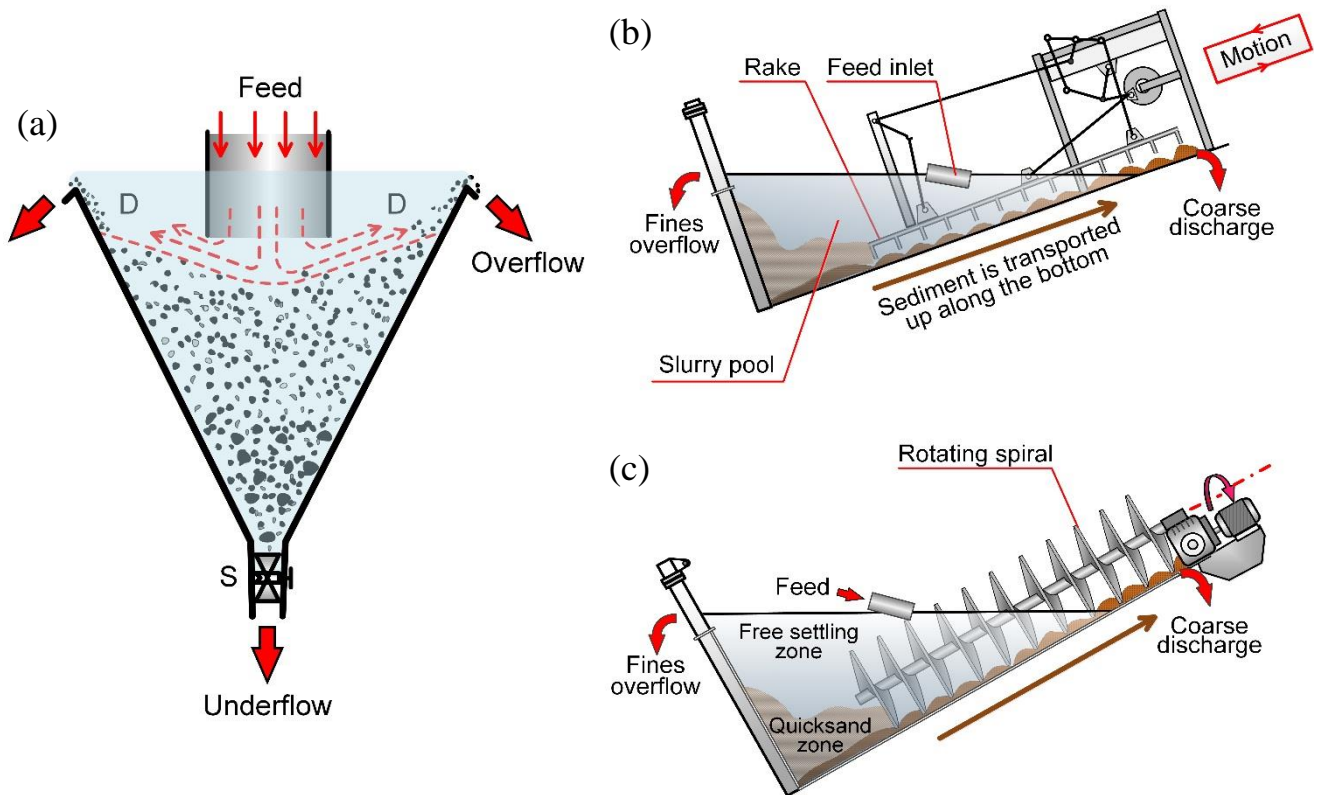 (a)
Feed
D
D
Overflow
S
Underflow
(b)
Rake
Feed inlet
Motion
Fines
overflow
Coarse
discharge
Sediment is transported
up along the bottom
Slurry pool
(c)
Rotating spiral
Feed
Free settling
zone
Fines
overflow
Coarse
discharge
Quicksand
zone